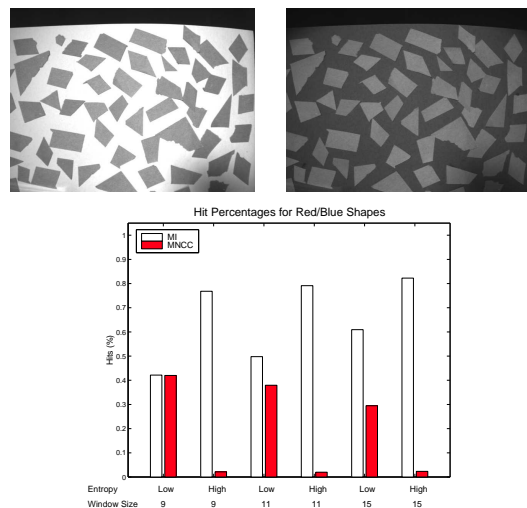 Hit Percentages for Red/Blue Shapes
MI
MNCC
Hits (%)
1
0.9
0.8
0.7
0.6
0.5
0.4
0.3
0.2
0.1
0
Entropy Low High Low High Low High
Window Size 9 9 11 11 15 15